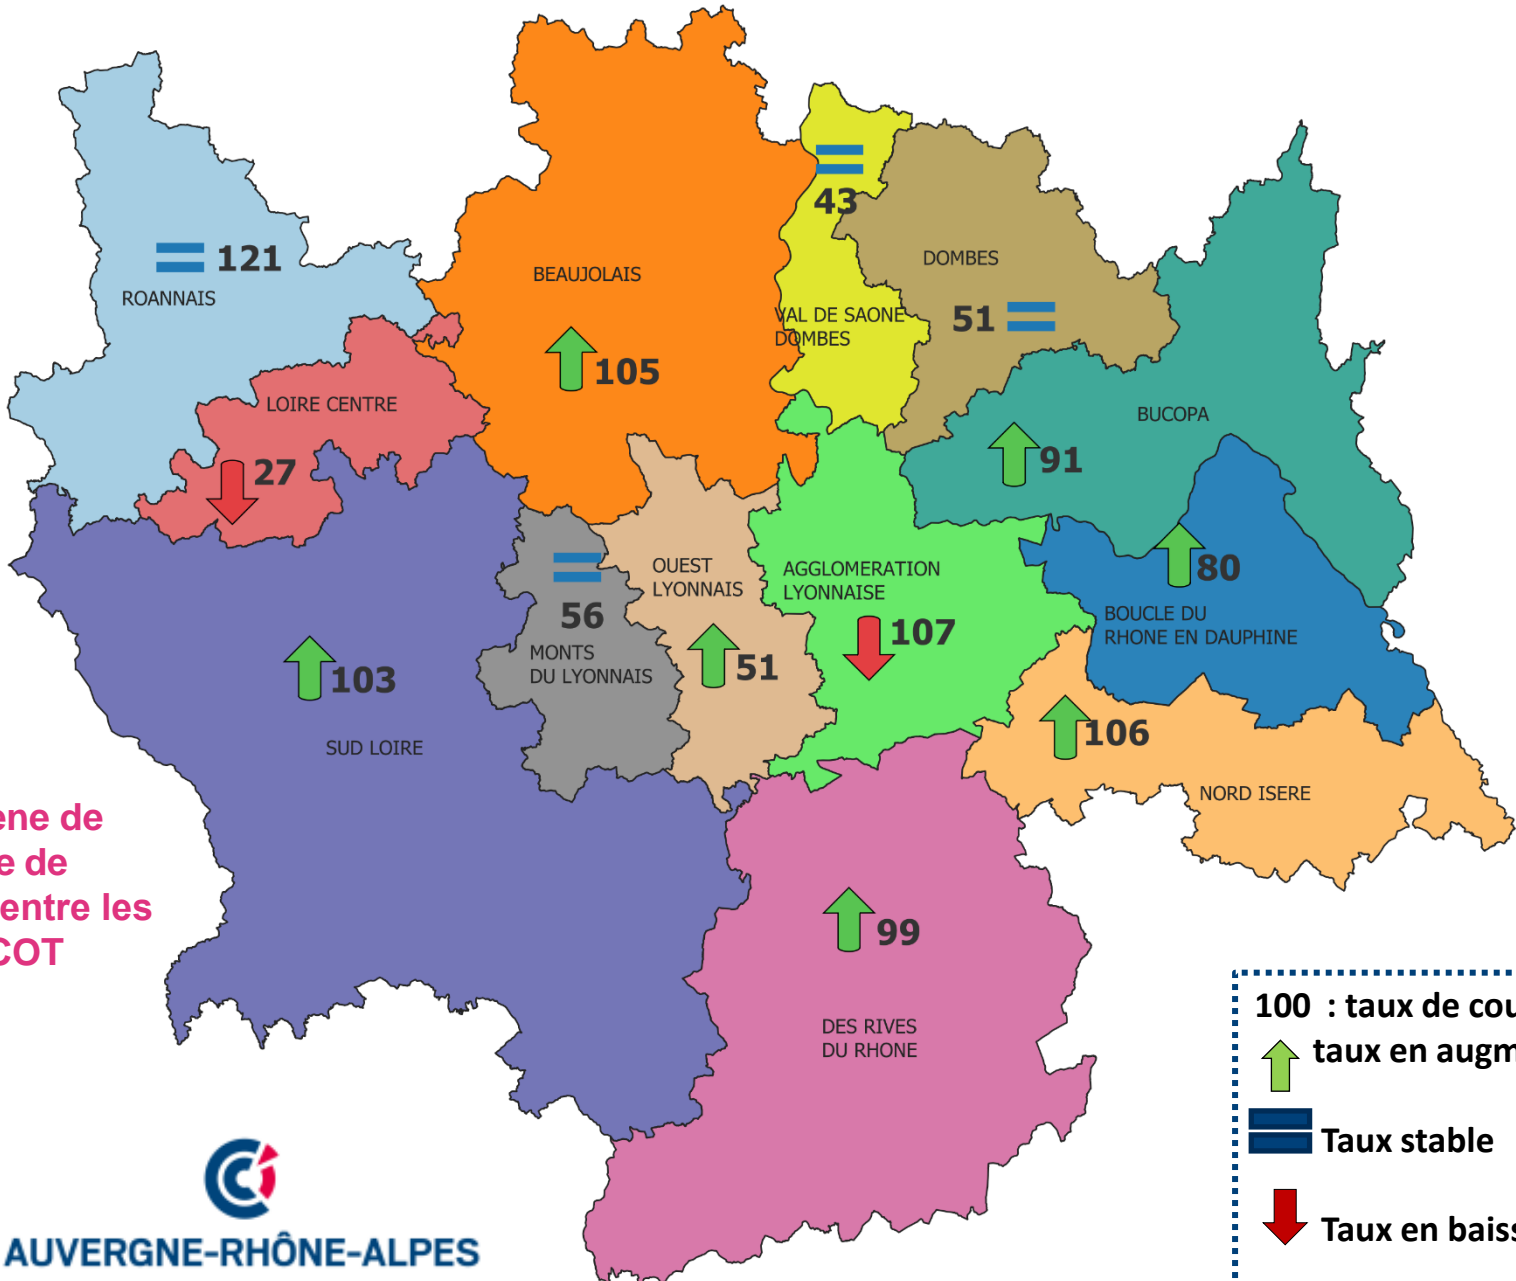 43
DOMBES
= 121
BEAUJOLAIS
ROANNAIS
VAL DE SAONE
DOMBES
51 =
105
LOIRE CENTRE
BUCOPA
27
91
56
OUEST
LYONNAIS
AGGLOMERATION
LYONNAISE
80
BOUCLE DU
RHONE EN DAUPHINE
107
MONTS
DU LYONNAIS
51
103
SUD LOIRE
106
NORD ISERE
de
e de
entre les
COT
99
DES RIVES
DU RHONE
100 : taux de cou
taux en augm
Taux stable
Taux en baiss
AUVERGNE-RHÔNE-ALPES